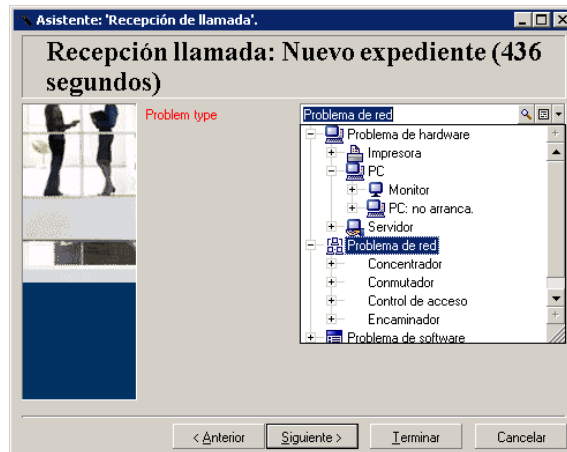 Asistente: 'Recepción de llamada'.
Recepción llamada: Nuevo expediente (436
segundos)
Problem type
Problema de red
Problema de hardware
Impresora
PC
Monitor
PC: no arranca.
Servidor
Problema de red
Concentrador
Conmutador
Control de acceso
Encaminador
Problema de software
< Anterior
Siguiente >
Terminar
Cancelar